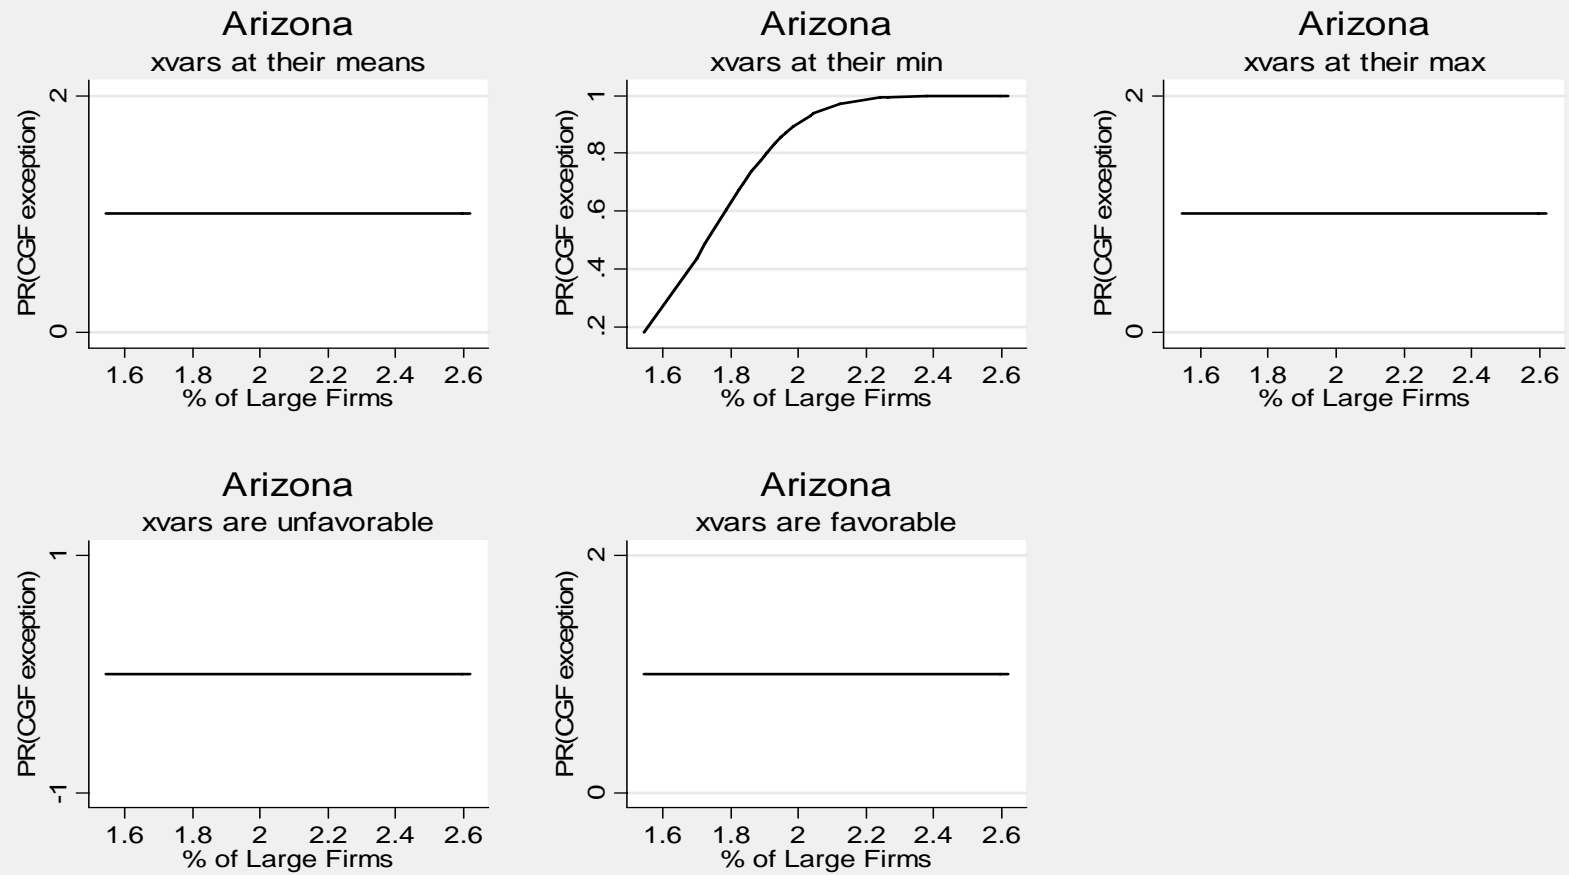 Arizona
xvars at their means
PR(CGF exception)
2
0
1.6 1.8 2 2.2 2.4 2.6
% of Large Firms
Arizona
xvars at their min
PR(CGF exception)
1
.8
.6
.4
.2
1.6 1.8 2 2.2 2.4 2.6
% of Large Firms
Arizona
xvars at their max
PR(CGF exception)
2
0
1.6 1.8 2 2.2 2.4 2.6
% of Large Firms
Arizona
xvars are unfavorable
PR(CGF exception)
1
-1
1.6 1.8 2 2.2 2.4 2.6
% of Large Firms
Arizona
xvars are favorable
PR(CGF exception)
2
0
1.6 1.8 2 2.2 2.4 2.6
% of Large Firms